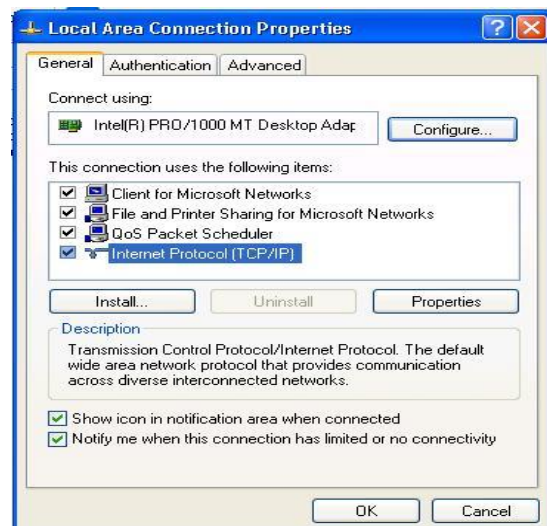 Local Area Connection Properties
General Authentication Advanced
Connect using:
Intel(R) PRO/1000 MT Desktop Adap
Configure...
This connection uses the following items:
Client for Microsoft Networks
File and Printer Sharing for Microsoft Networks
QoS Packet Scheduler
Internet Protocol (TCP/IP)
Install... Uninstall Properties
Description
Transmission Control Protocol/Internet Protocol. The default
wide area network protocol that provides communication
across diverse interconnected networks.
Show icon in notification area when connected
Notify me when this connection has limited or no connectivity
OK Cancel